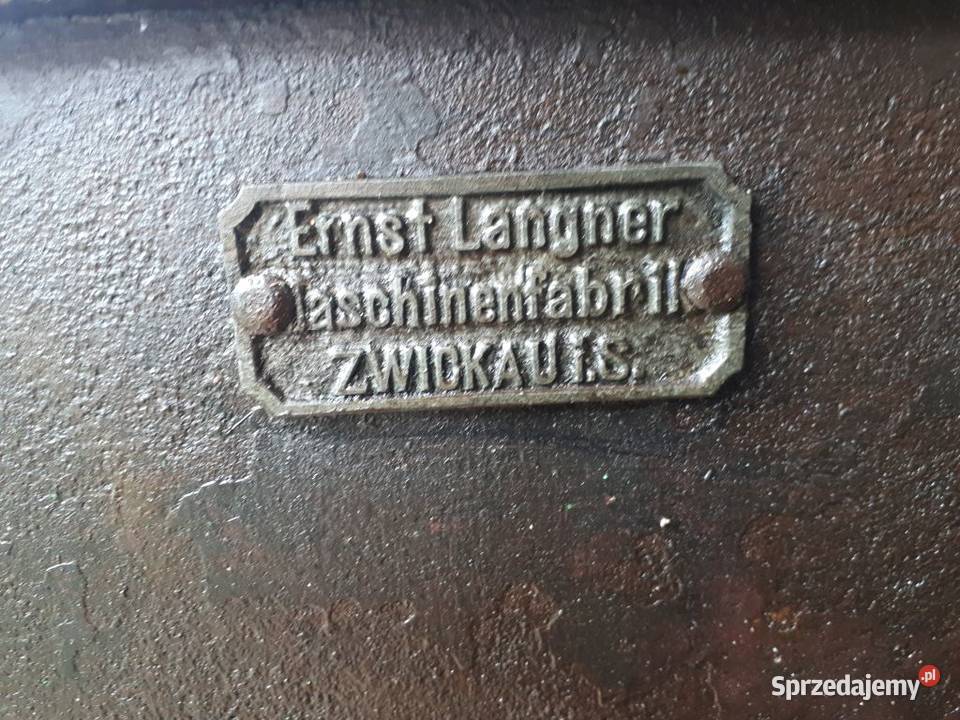 Ernst Langner
Maschinenfabrik
ZWICKAU i.S.
Sprzedajemy.pl